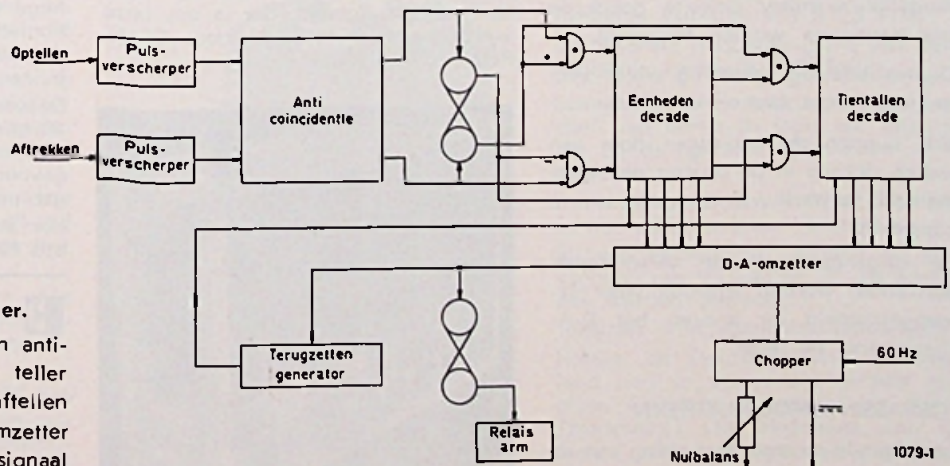 Optellen
Puls-
verscherper
Anti
coincidentie
Eenheden
decade
Tientallen
decade
Aftrekken
Puls-
verscherper
D-A-omzetter
Terugzetten
generator
Chopper
60 Hz
Relais
arm
Nulbalans
1079-1
er.
n anti-
teller
aftellen
mzetter
signaal